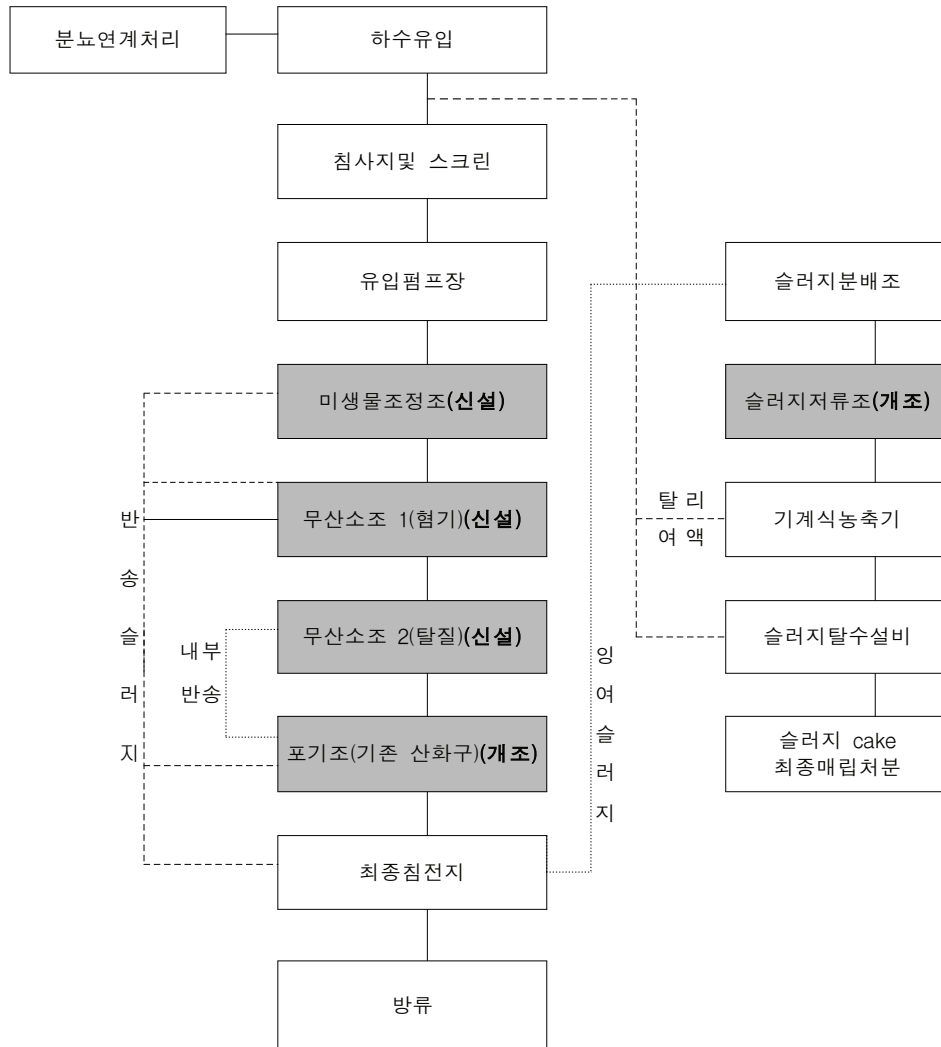 분뇨연계처리
하수유입
침사지및 스크린
유입펌프장
미생물조정조(신설)
무산소조 1(혐기)(신설)
무산소조 2(탈질)(신설)
포기조(기존 산화구)(개조)
최종침전지
방류
반송슬러지
내부
반송
잉여슬러지
탈리
여액
슬러지분배조
슬러지저류조(개조)
기계식농축기
슬러지탈수설비
슬러지 cake
최종매립처분